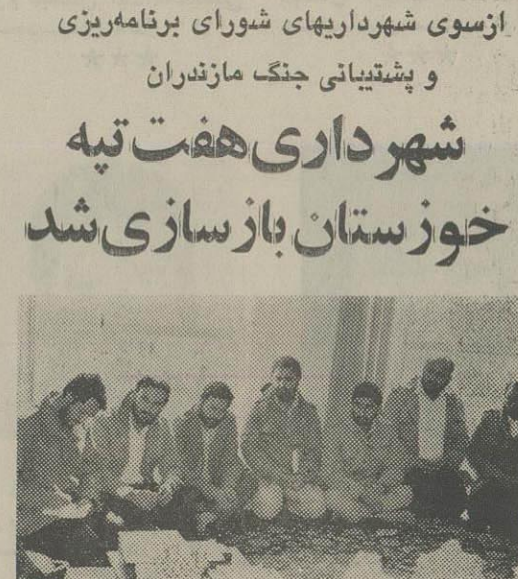 ازسوی شهرداریهای شورای برنامه‌ریزی
و پشتیبانی جنگ مازندران
شهرداری هفت تپه
خوزستان بازسازی شد